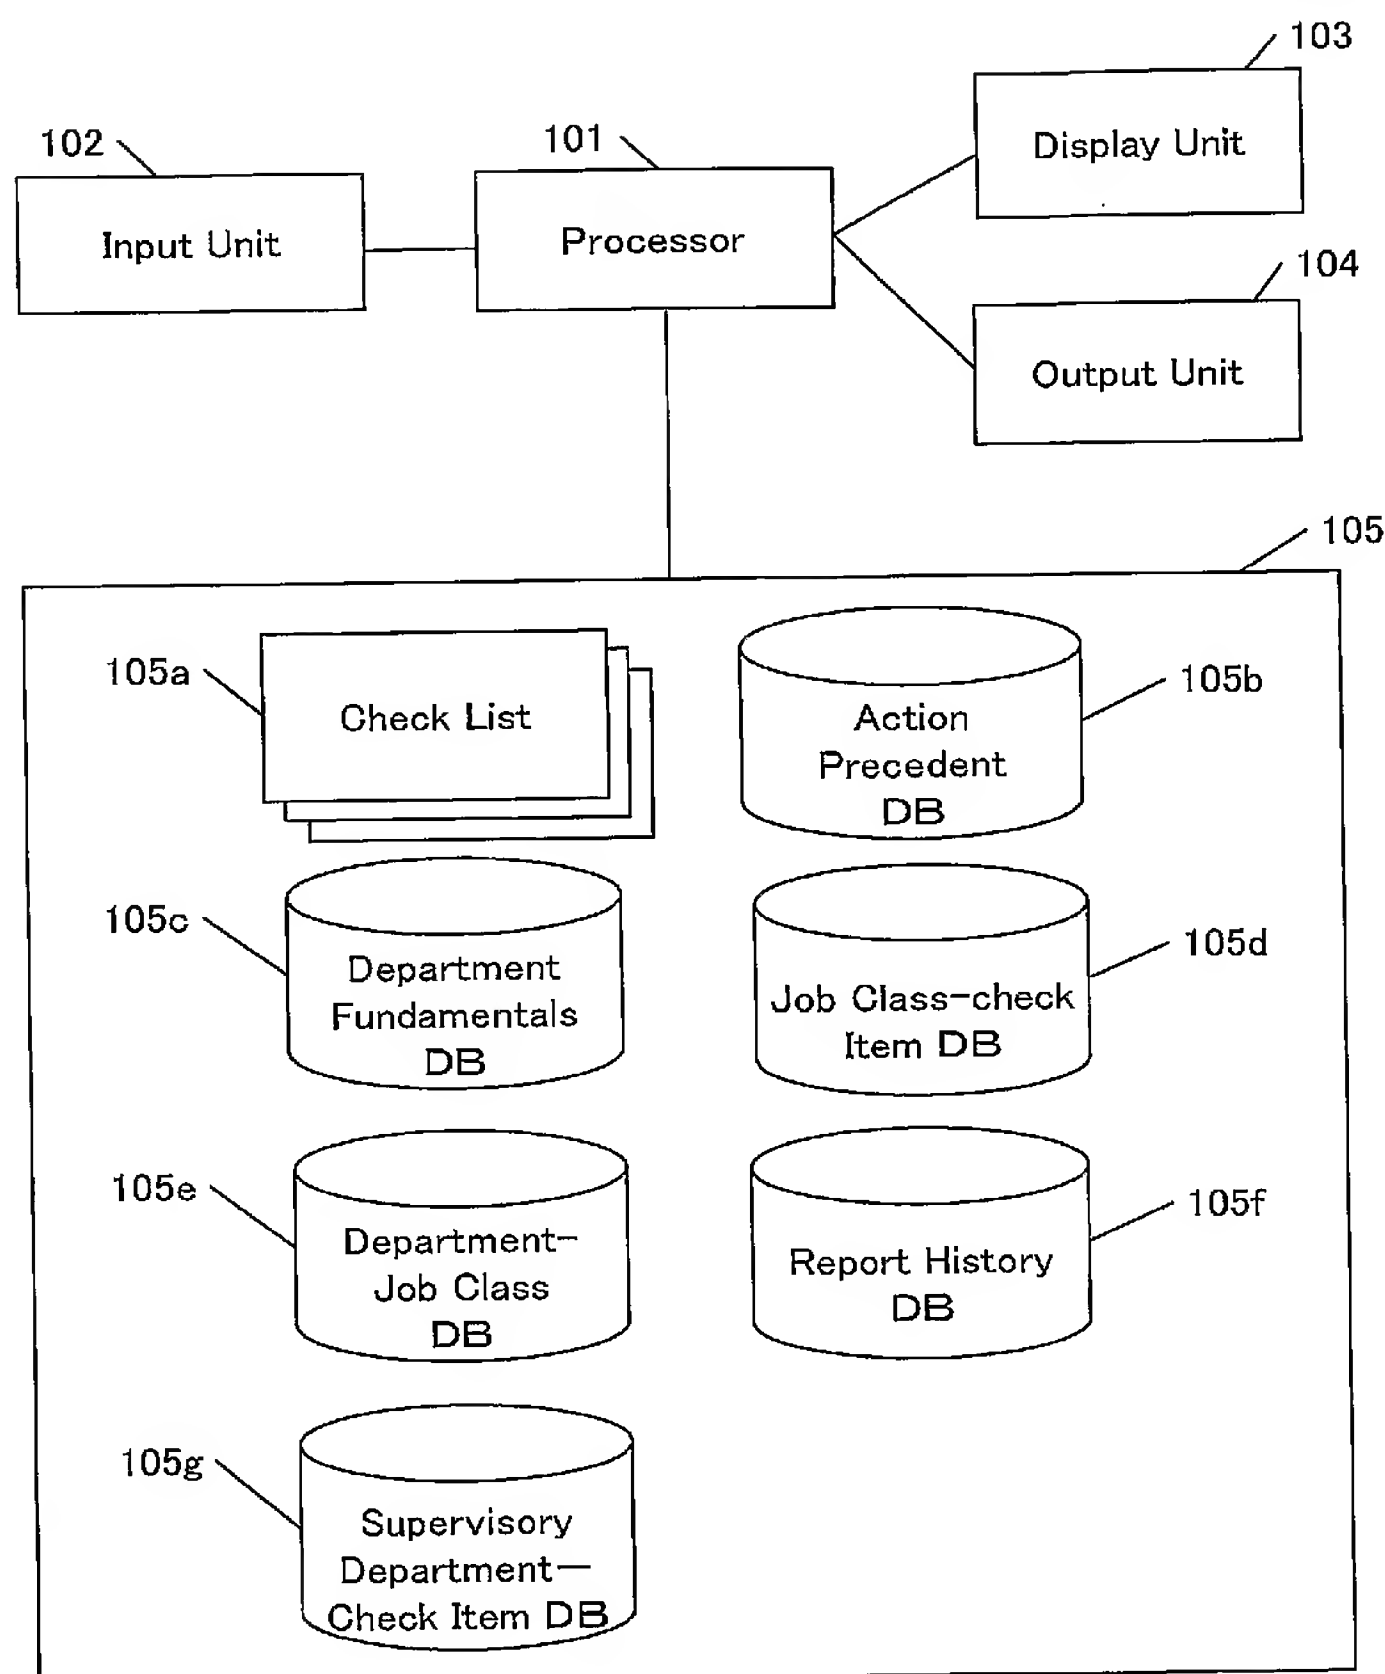 103
Display Unit
102
Input Unit
101
Processor
104
Output Unit
105
105a
Check List
105b
Action
Precedent
DB
105c
Department
Fundamentals
DB
105d
Job Class-check
Item DB
105e
Department-
Job Class
DB
105f
Report History
DB
105g
Supervisory
Department—
Check Item DB